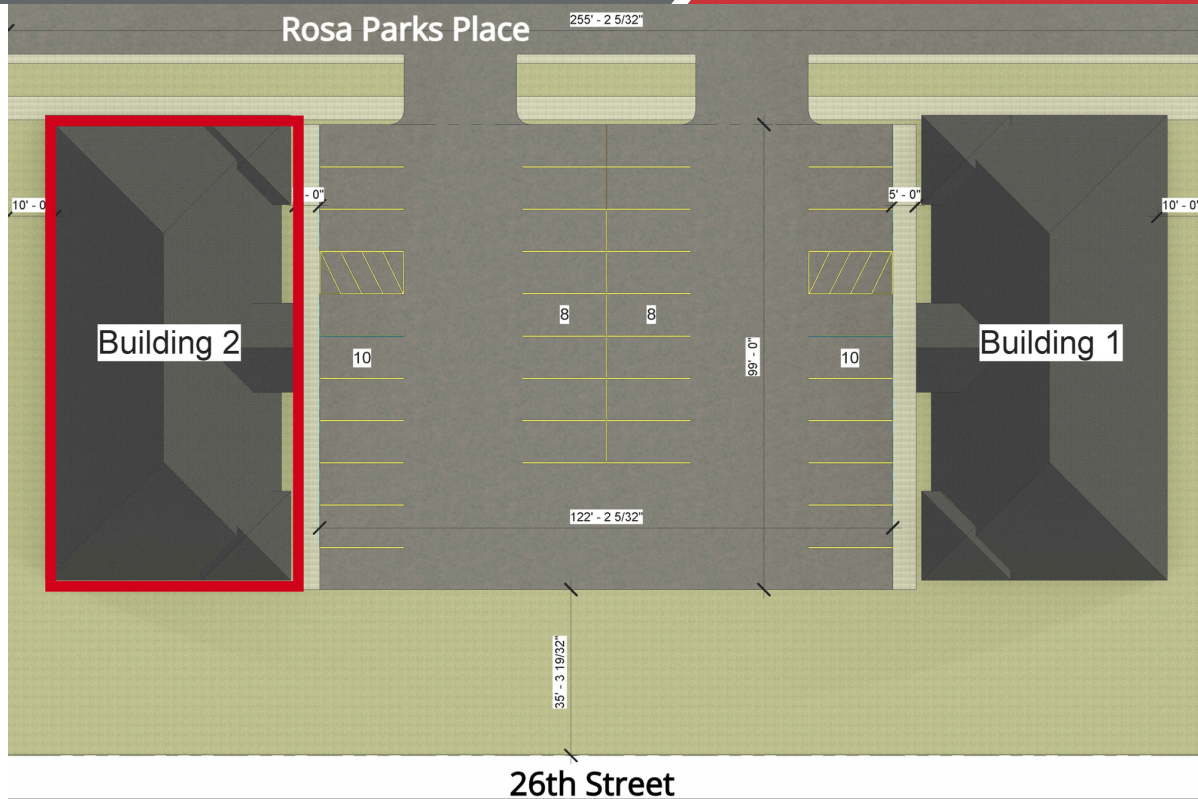 255' - 2 5/32"
Rosa Parks Place
10' - 0
- 0"
5' - 0"
10' - 0"
8
8
Building 2
10
99' - 0"
10
Building 1
122' - 2 5/32"
35' - 3 19/32"
26th Street